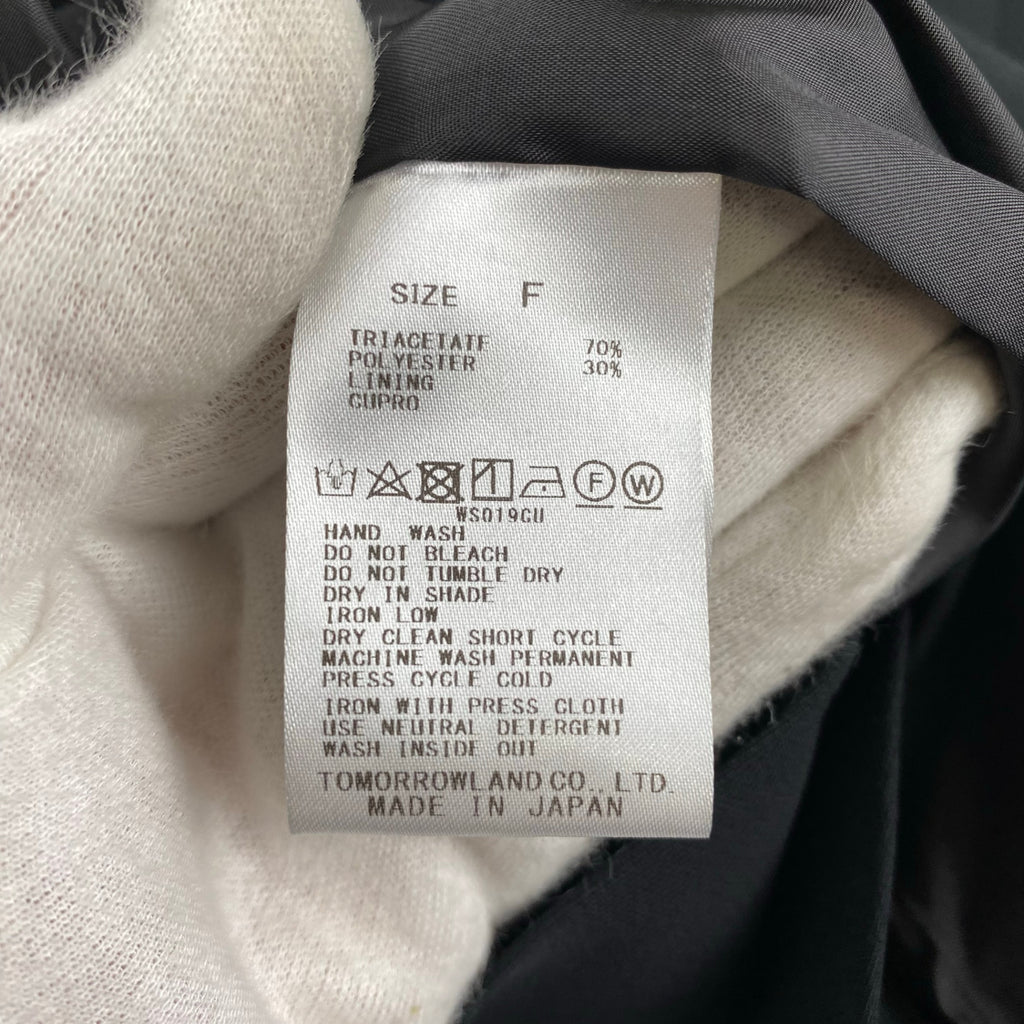 SIZE F
TRIACETATE 70%
POLYESTER 30%
LINING
CUPRO
F W
WS019CU
HAND WASH
DO NOT BLEACH
DO NOT TUMBLE DRY
DRY IN SHADE
IRON LOW
DRY CLEAN SHORT CYCLE
MACHINE WASH PERMANENT
PRESS CYCLE COLD
IRON WITH PRESS CLOTH
USE NEUTRAL DETERGENT
WASH INSIDE OUT
TOMORROWLAND CO., LTD.
MADE IN JAPAN